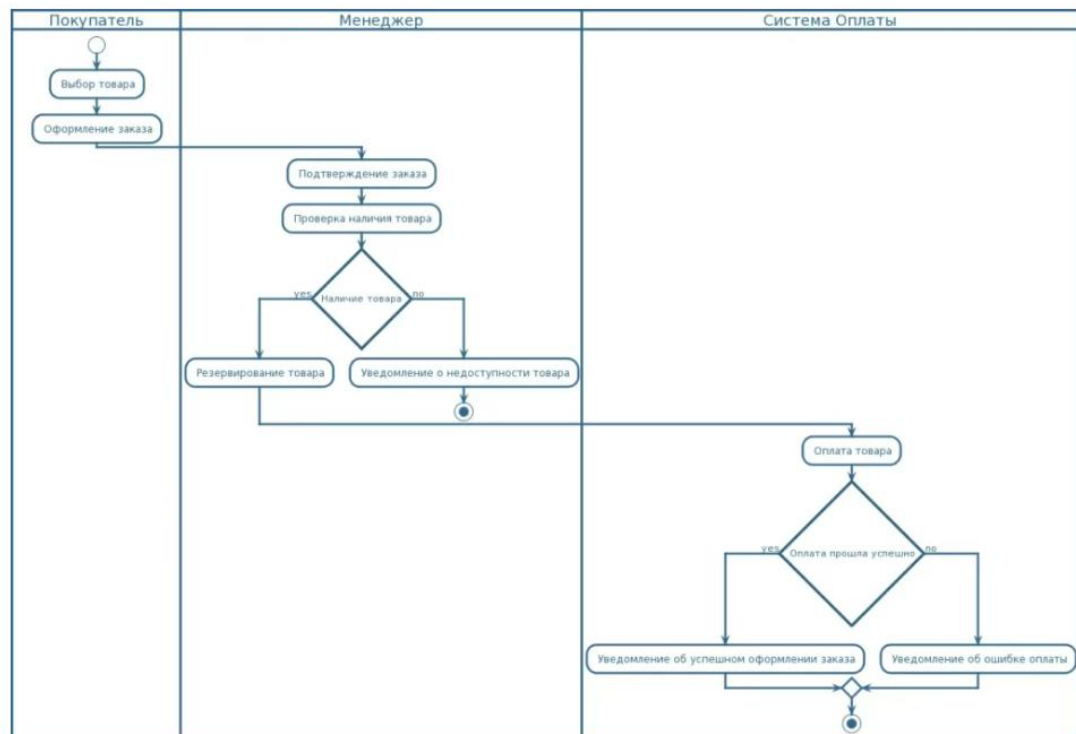 Покупатель
Менеджер
Система Оплаты
Выбор товара
Оформление заказа
Подтверждение заказа
Проверка наличия товара
yes
Наличие товара
no
Резервирование товара
Уведомление о недоступности товара
Оплата товара
yes
Оплата прошла успешно
no
Уведомление об успешном оформлении заказа
Уведомление об ошибке оплаты